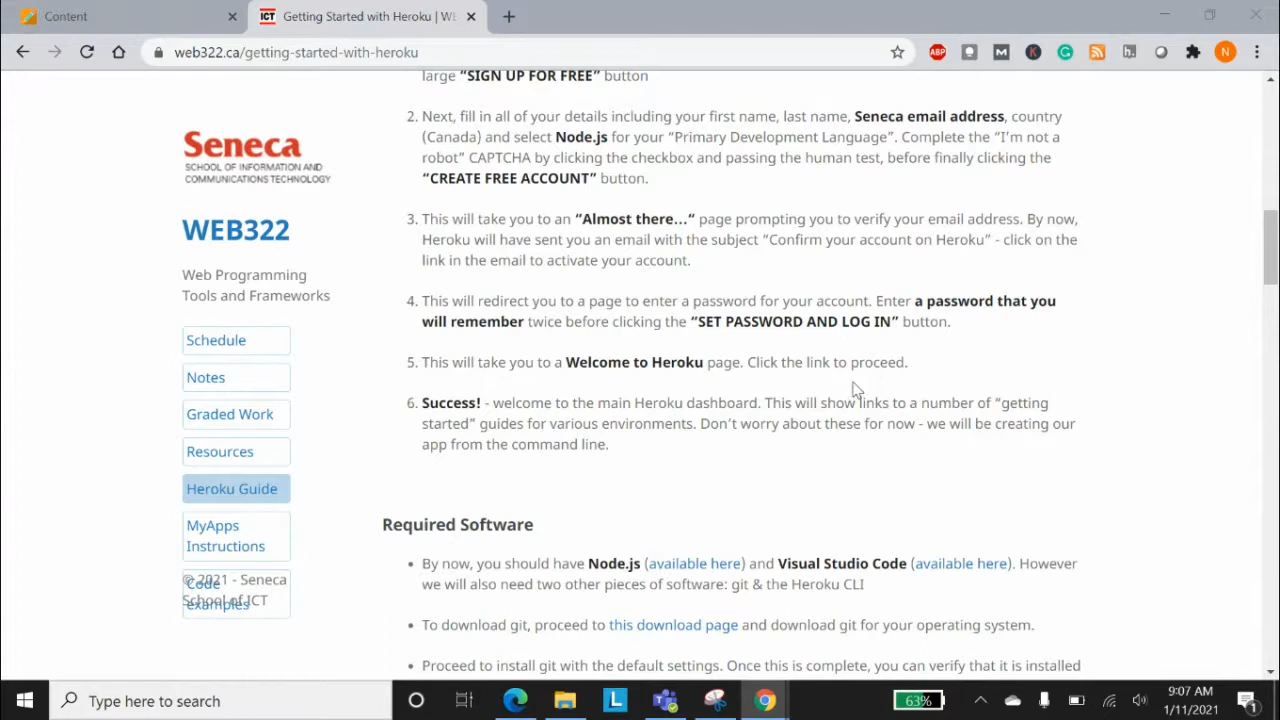 Content
ICT
Getting Started with Heroku | WE
web322.ca/getting-started-with-heroku
ABP
M
K
N
Seneca
SCHOOL OF INFORMATION AND
COMMUNICATIONS TECHNOLOGY
WEB322
Web Programming
Tools and Frameworks
Schedule
Notes
Graded Work
Resources
Heroku Guide
MyApps
Instructions
Code
examples
© 2021 - Seneca
School of ICT
large “SIGN UP FOR FREE” button
2. Next, fill in all of your details including your first name, last name, Seneca email address, country
(Canada) and select Node.js for your “Primary Development Language”. Complete the “I’m not a
robot” CAPTCHA by clicking the checkbox and passing the human test, before finally clicking the
“CREATE FREE ACCOUNT” button.
3. This will take you to an “Almost there...” page prompting you to verify your email address. By now,
Heroku will have sent you an email with the subject “Confirm your account on Heroku” - click on the
link in the email to activate your account.
4. This will redirect you to a page to enter a password for your account. Enter a password that you
will remember twice before clicking the “SET PASSWORD AND LOG IN” button.
5. This will take you to a Welcome to Heroku page. Click the link to proceed.
6. Success! - welcome to the main Heroku dashboard. This will show links to a number of “getting
started” guides for various environments. Don’t worry about these for now - we will be creating our
app from the command line.
Required Software
• By now, you should have Node.js (available here) and Visual Studio Code (available here). However
we will also need two other pieces of software: git & the Heroku CLI
• To download git, proceed to this download page and download git for your operating system.
• Proceed to install git with the default settings. Once this is complete, you can verify that it is installed
Type here to search
L
63%
9:07 AM
1/11/2021
1